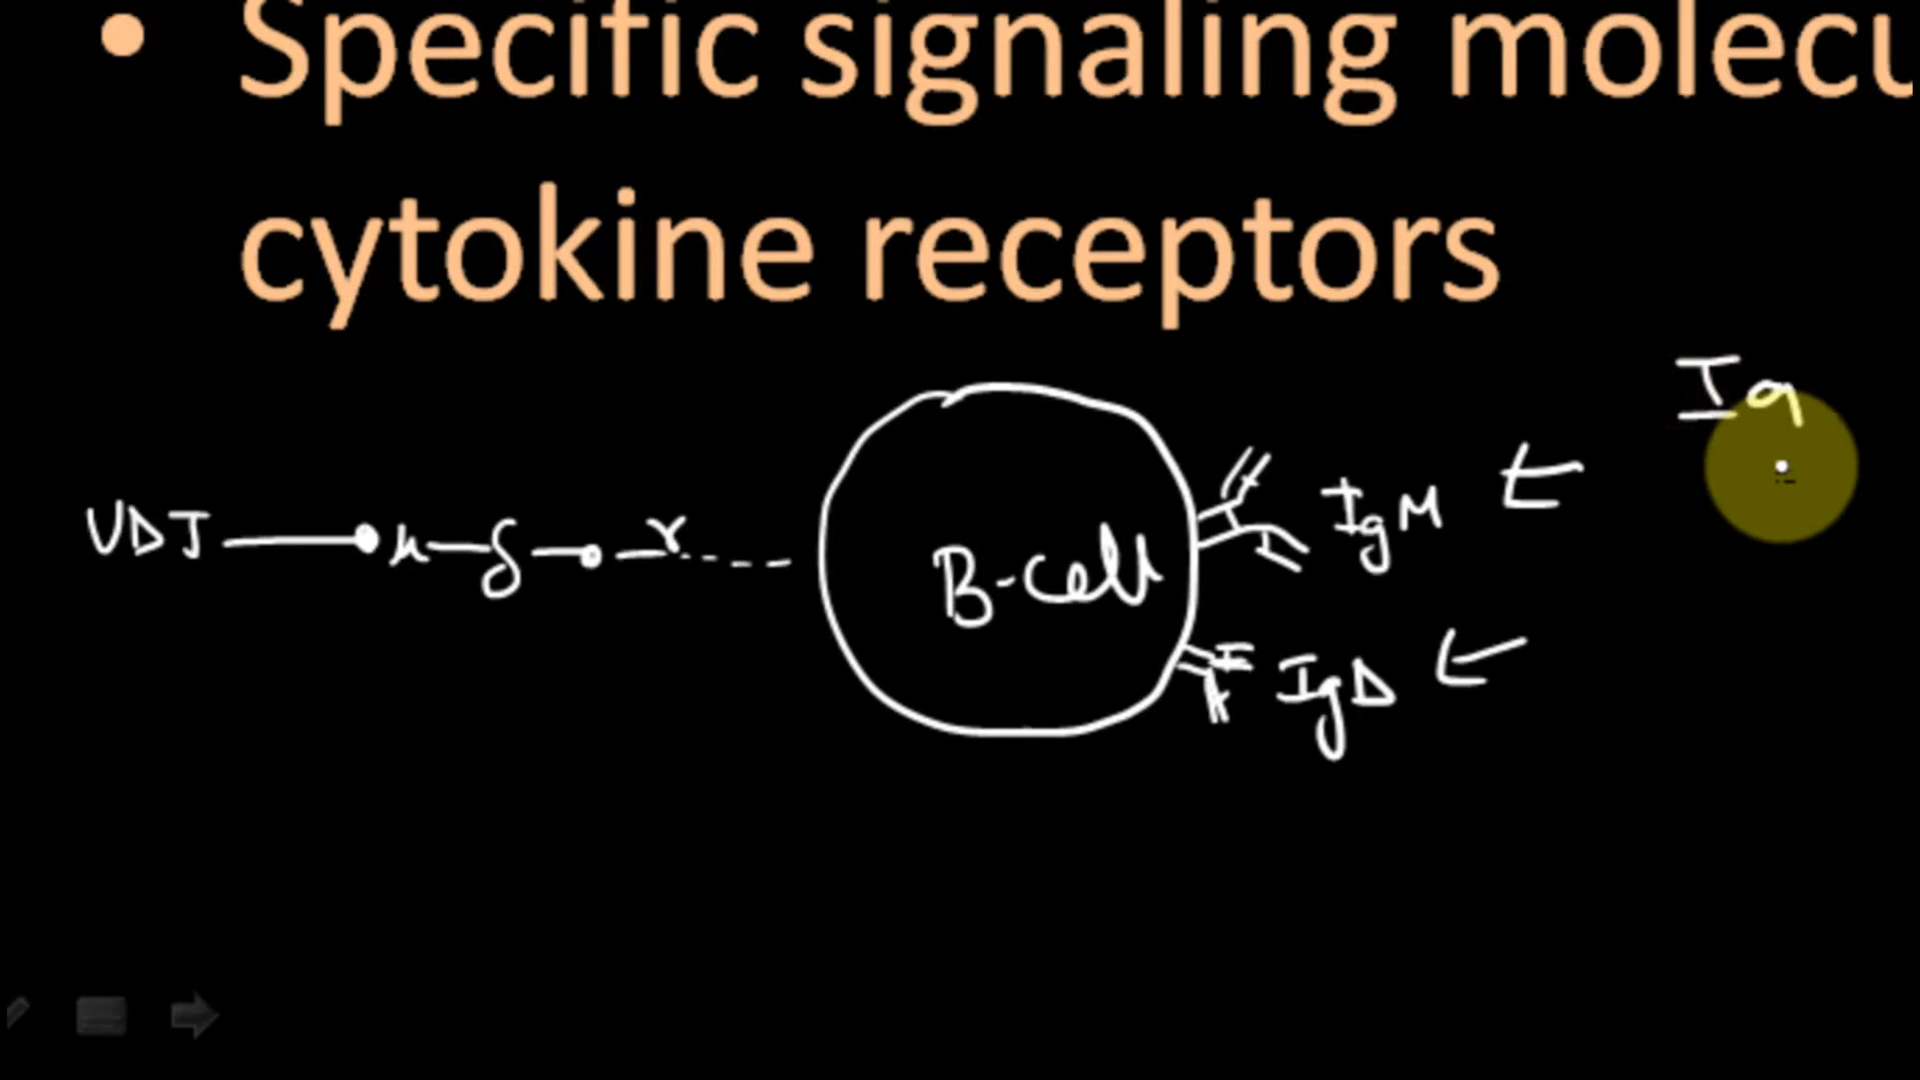 • Specific signaling molecu
cytokine receptors
Ig
VDJ μ δ γ
B-cell
IgM
IgD